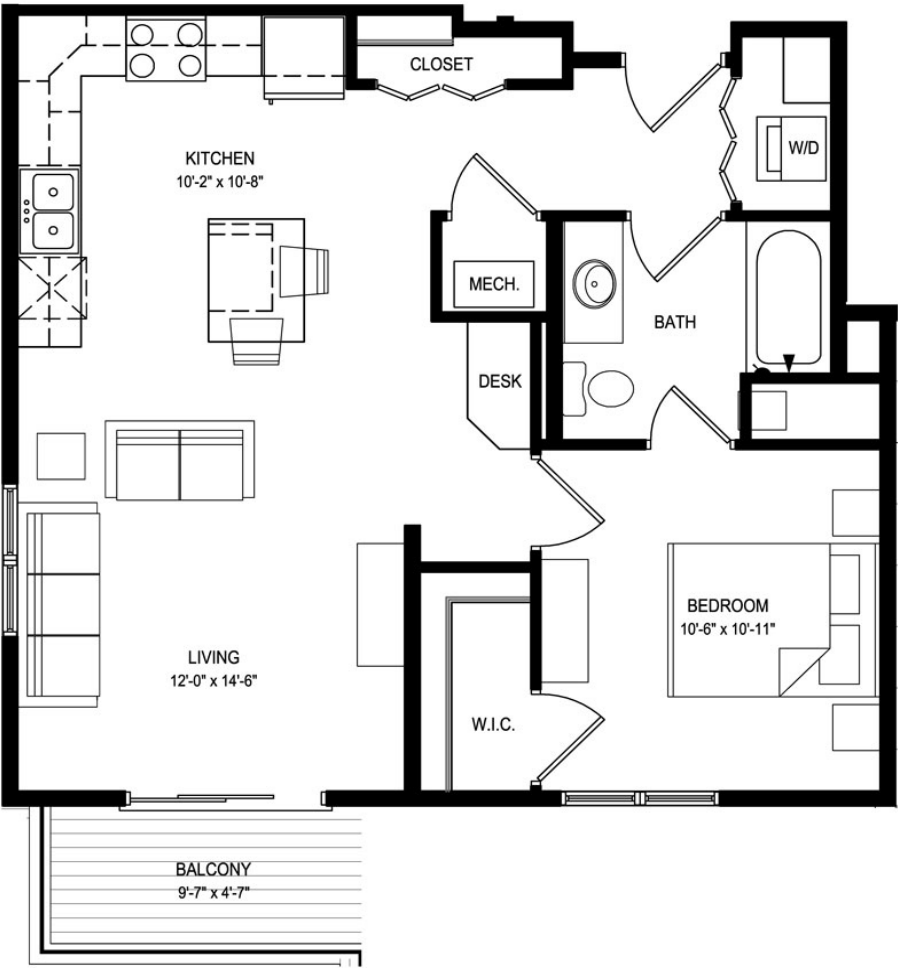 CLOSET
W/D
KITCHEN
10'-2" x 10'-8"
MECH.
BATH
DESK
BEDROOM
10'-6" x 10'-11"
LIVING
12'-0" x 14'-6"
W.I.C.
BALCONY
9'-7" x 4'-7"